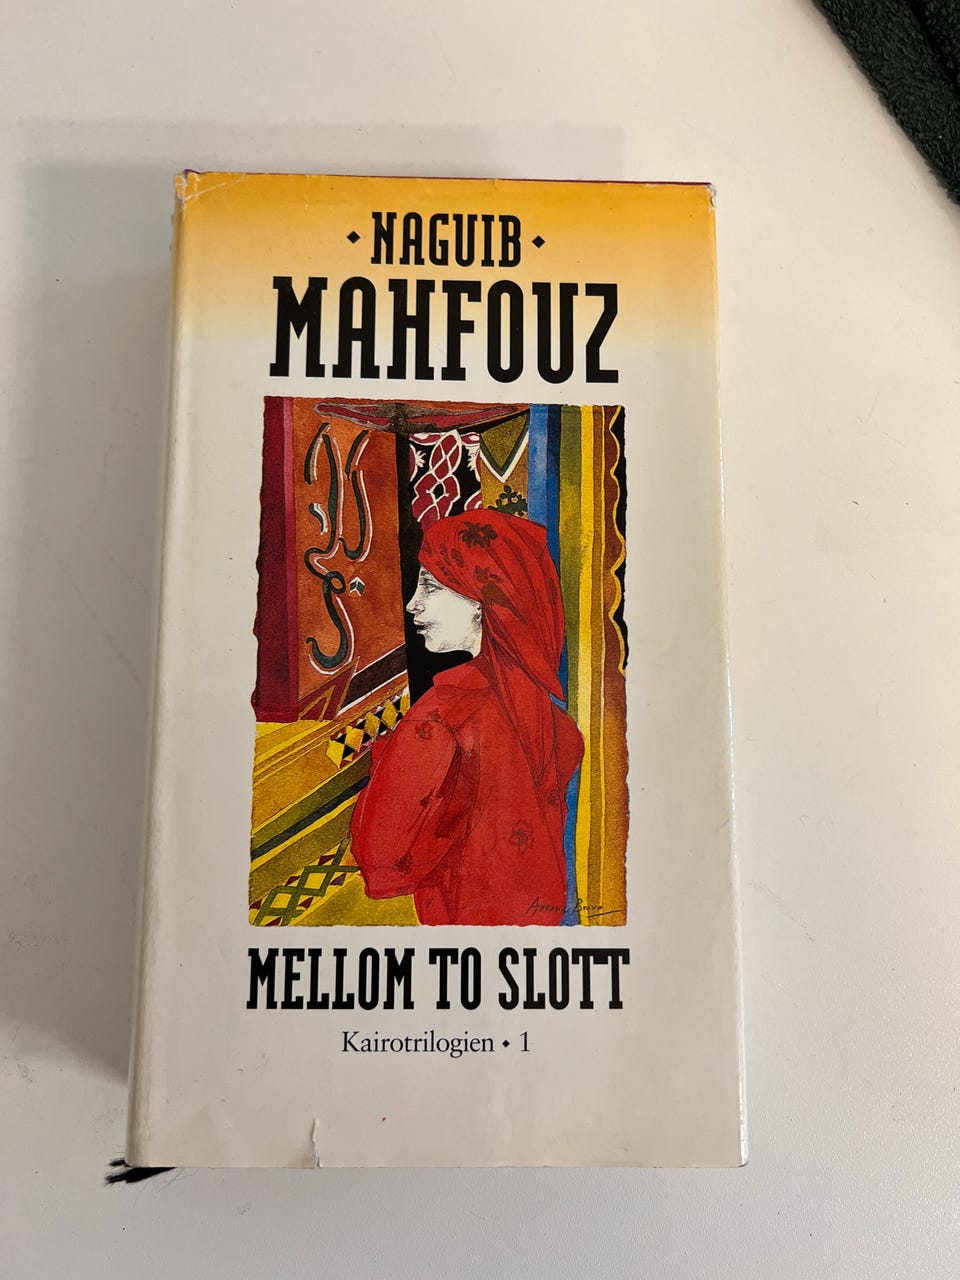 • NAGUIB •
MAHFOUZ
MELLOM TO SLOTT
Kairotrilogien • 1